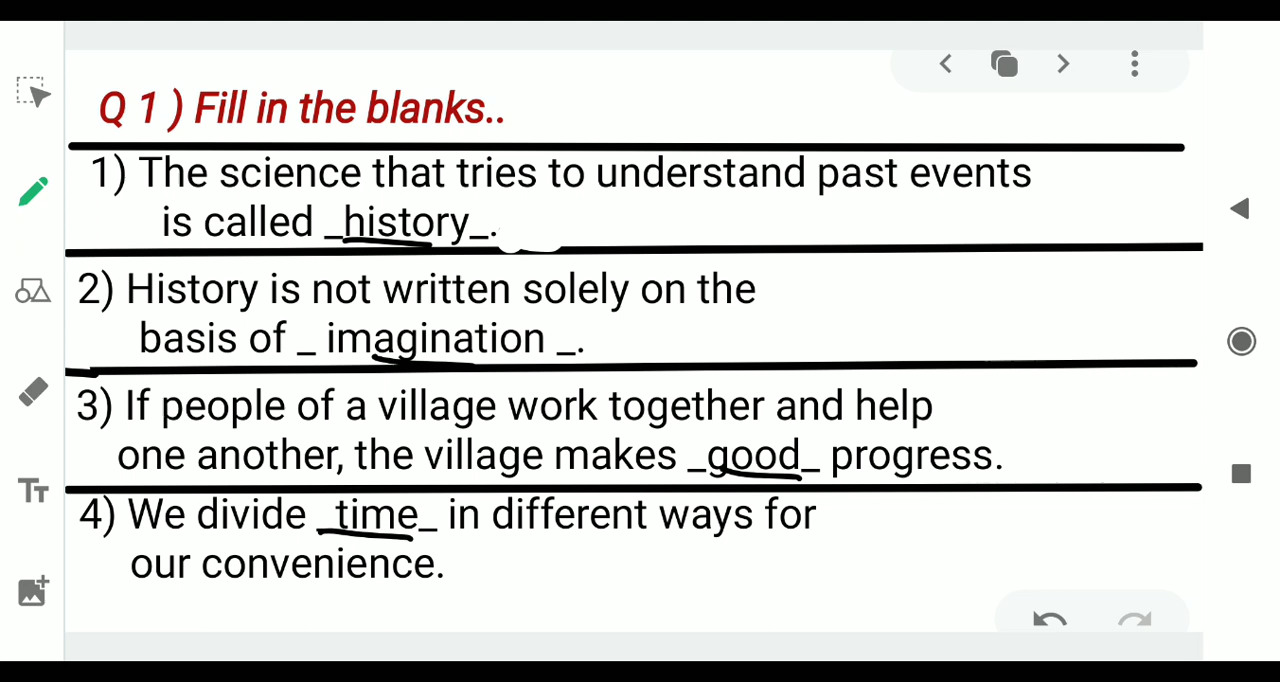 Q 1 ) Fill in the blanks..
1) The science that tries to understand past events
is called _history_.
2) History is not written solely on the
basis of _ imagination _.
3) If people of a village work together and help
one another, the village makes _good_ progress.
4) We divide _time_ in different ways for
our convenience.
Tт